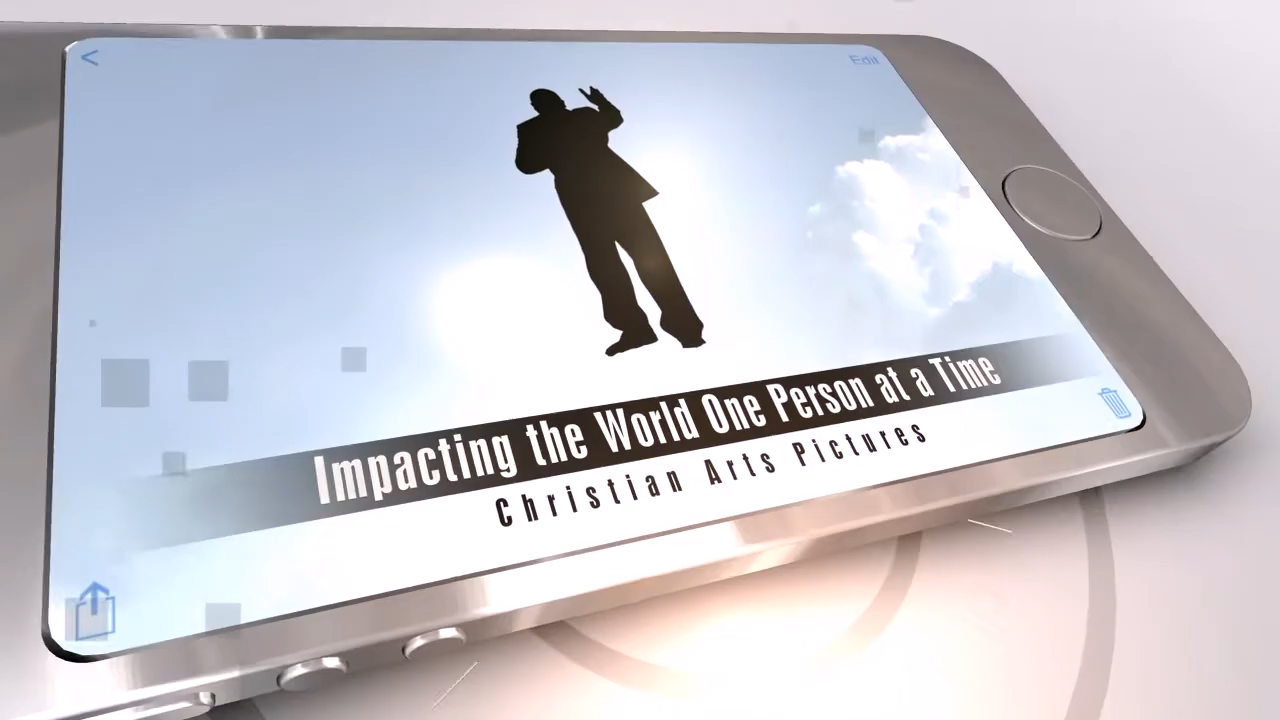 Edit
Impacting the World One Person at a Time
Christian Arts Pictures